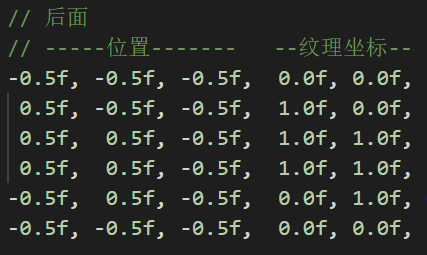 // 后面
// -----位置-------   --纹理坐标--
-0.5f, -0.5f, -0.5f,  0.0f, 0.0f,
 0.5f, -0.5f, -0.5f,  1.0f, 0.0f,
 0.5f,  0.5f, -0.5f,  1.0f, 1.0f,
 0.5f,  0.5f, -0.5f,  1.0f, 1.0f,
-0.5f,  0.5f, -0.5f,  0.0f, 1.0f,
-0.5f, -0.5f, -0.5f,  0.0f, 0.0f,